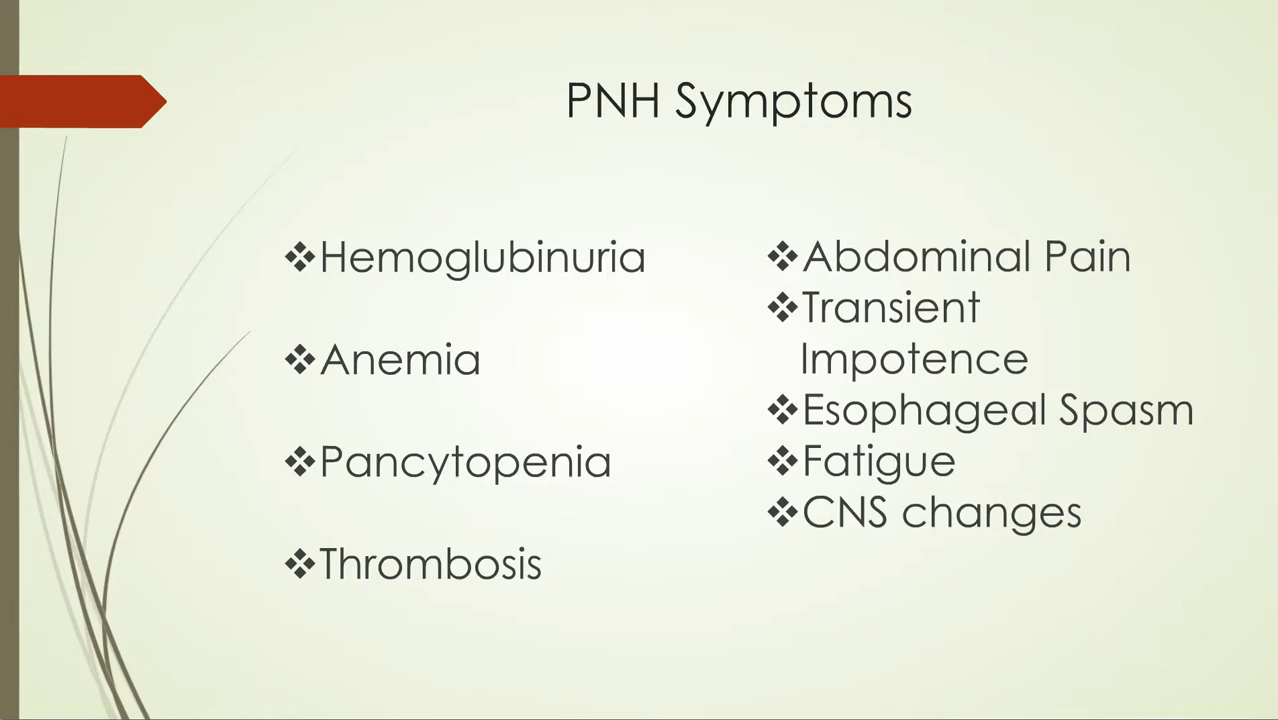 PNH Symptoms
❖Hemoglubinuria
❖Anemia
❖Pancytopenia
❖Thrombosis
❖Abdominal Pain
❖Transient
Impotence
❖Esophageal Spasm
❖Fatigue
❖CNS changes